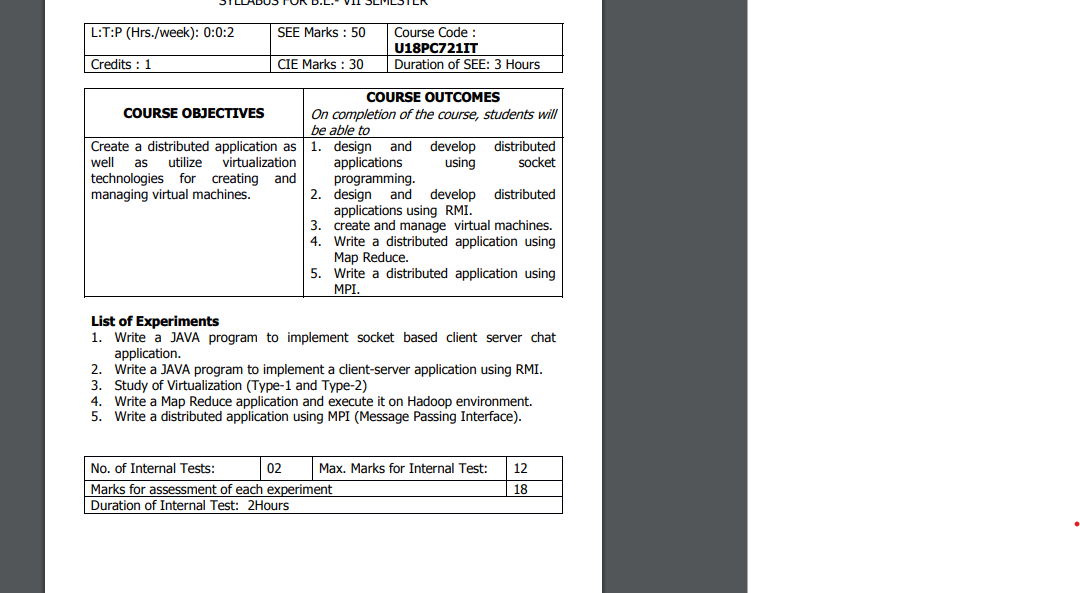 SYLLABUS FOR B.E.- VII SEMESTER
L:T:P (Hrs./week): 0:0:2 SEE Marks : 50 Course Code :
U18PC721IT
Credits : 1 CIE Marks : 30 Duration of SEE: 3 Hours
COURSE OBJECTIVES
COURSE OUTCOMES
On completion of the course, students will
be able to
Create a distributed application as
well as utilize virtualization
technologies for creating and
managing virtual machines.
1. design and develop distributed
applications using socket
programming.
2. design and develop distributed
applications using RMI.
3. create and manage virtual machines.
4. Write a distributed application using
Map Reduce.
5. Write a distributed application using
MPI.
List of Experiments
1. Write a JAVA program to implement socket based client server chat
application.
2. Write a JAVA program to implement a client-server application using RMI.
3. Study of Virtualization (Type-1 and Type-2)
4. Write a Map Reduce application and execute it on Hadoop environment.
5. Write a distributed application using MPI (Message Passing Interface).
No. of Internal Tests: 02 Max. Marks for Internal Test: 12
Marks for assessment of each experiment 18
Duration of Internal Test: 2Hours